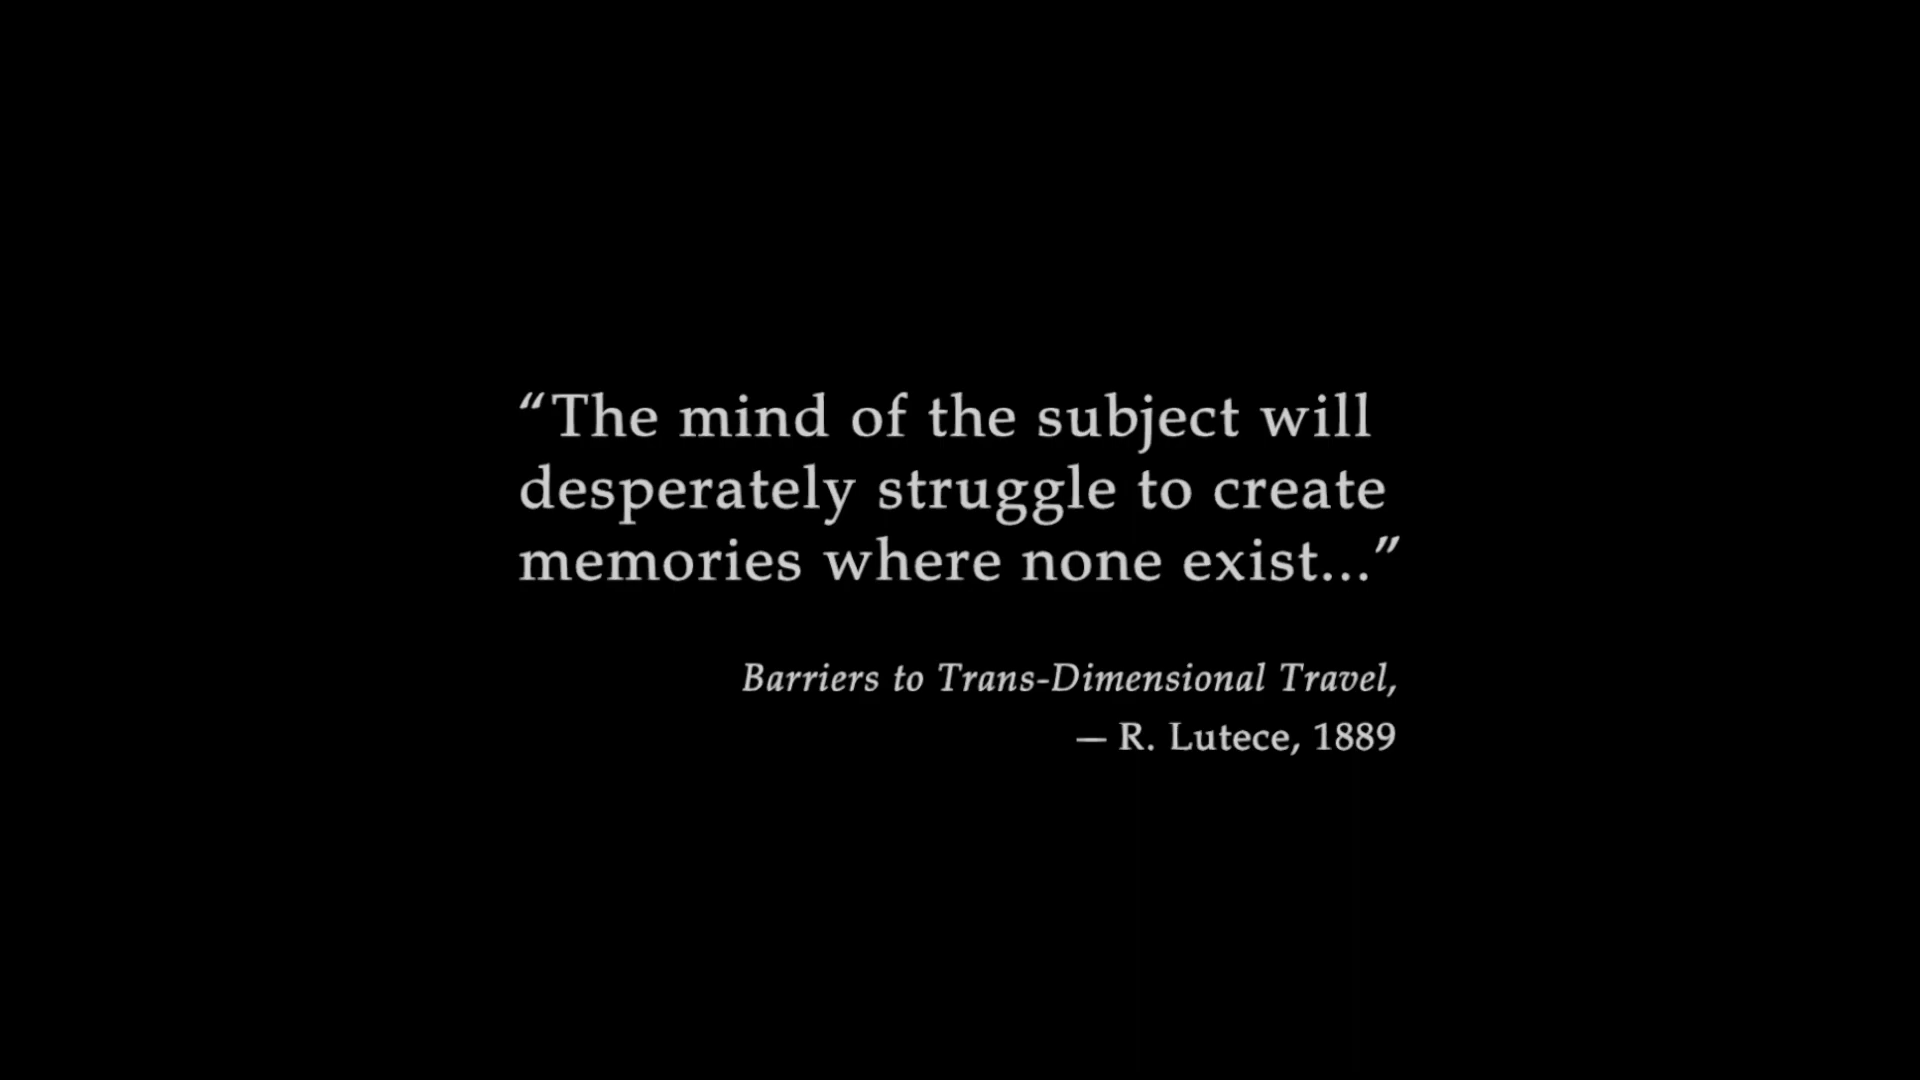 “The mind of the subject will
desperately struggle to create
memories where none exist...”
Barriers to Trans-Dimensional Travel,
— R. Lutece, 1889